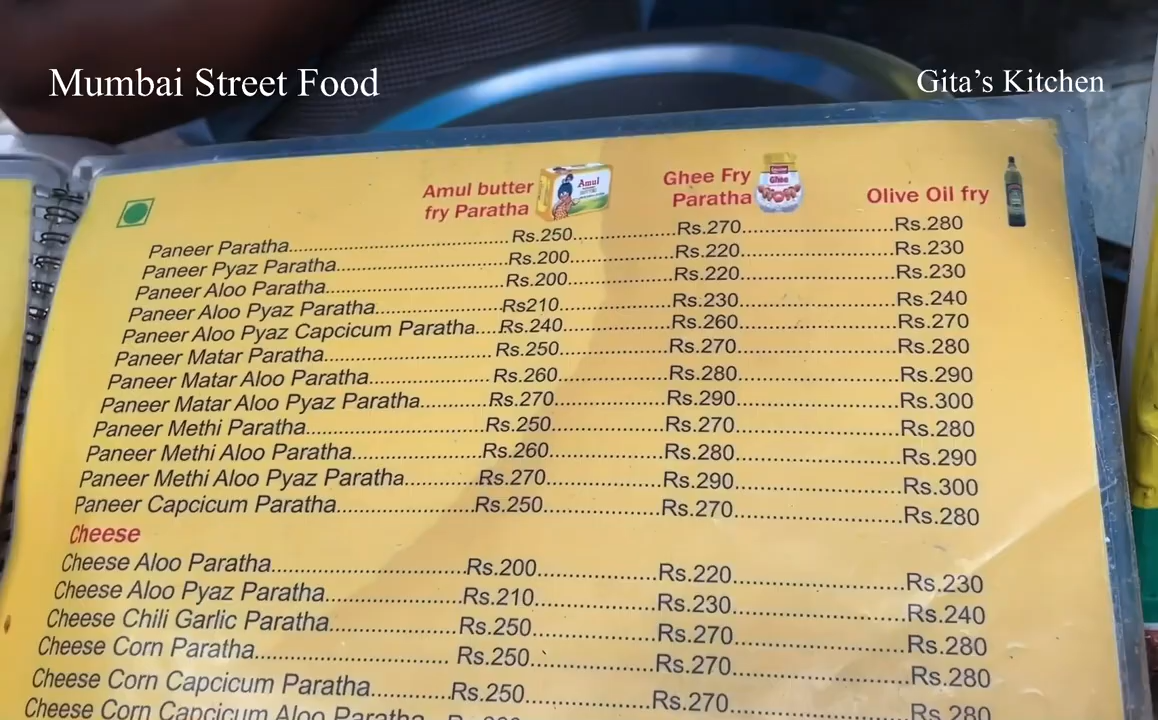 Mumbai Street Food
Gita's Kitchen
Amul butter fry Paratha
Amul
Ghee Fry Paratha
Ghee
Olive Oil fry
Paneer Paratha Rs.250 Rs.270 Rs.280
Paneer Pyaz Paratha Rs.200 Rs.220 Rs.230
Paneer Aloo Paratha Rs.200 Rs.220 Rs.230
Paneer Aloo Pyaz Paratha Rs210 Rs.230 Rs.240
Paneer Aloo Pyaz Capcicum Paratha Rs.240 Rs.260 Rs.270
Paneer Matar Paratha Rs.250 Rs.270 Rs.280
Paneer Matar Aloo Paratha Rs.260 Rs.280 Rs.290
Paneer Matar Aloo Pyaz Paratha Rs.270 Rs.290 Rs.300
Paneer Methi Paratha Rs.250 Rs.270 Rs.280
Paneer Methi Aloo Paratha Rs.260 Rs.280 Rs.290
Paneer Methi Aloo Pyaz Paratha Rs.270 Rs.290 Rs.300
Paneer Capcicum Paratha Rs.250 Rs.270 Rs.280
Cheese
Cheese Aloo Paratha Rs.200 Rs.220 Rs.230
Cheese Aloo Pyaz Paratha Rs.210 Rs.230 Rs.240
Cheese Chili Garlic Paratha Rs.250 Rs.270 Rs.280
Cheese Corn Paratha Rs.250 Rs.270 Rs.280
Cheese Corn Capcicum Paratha Rs.250 Rs.270 Rs.280
Cheese Corn Capcicum Aloo Paratha